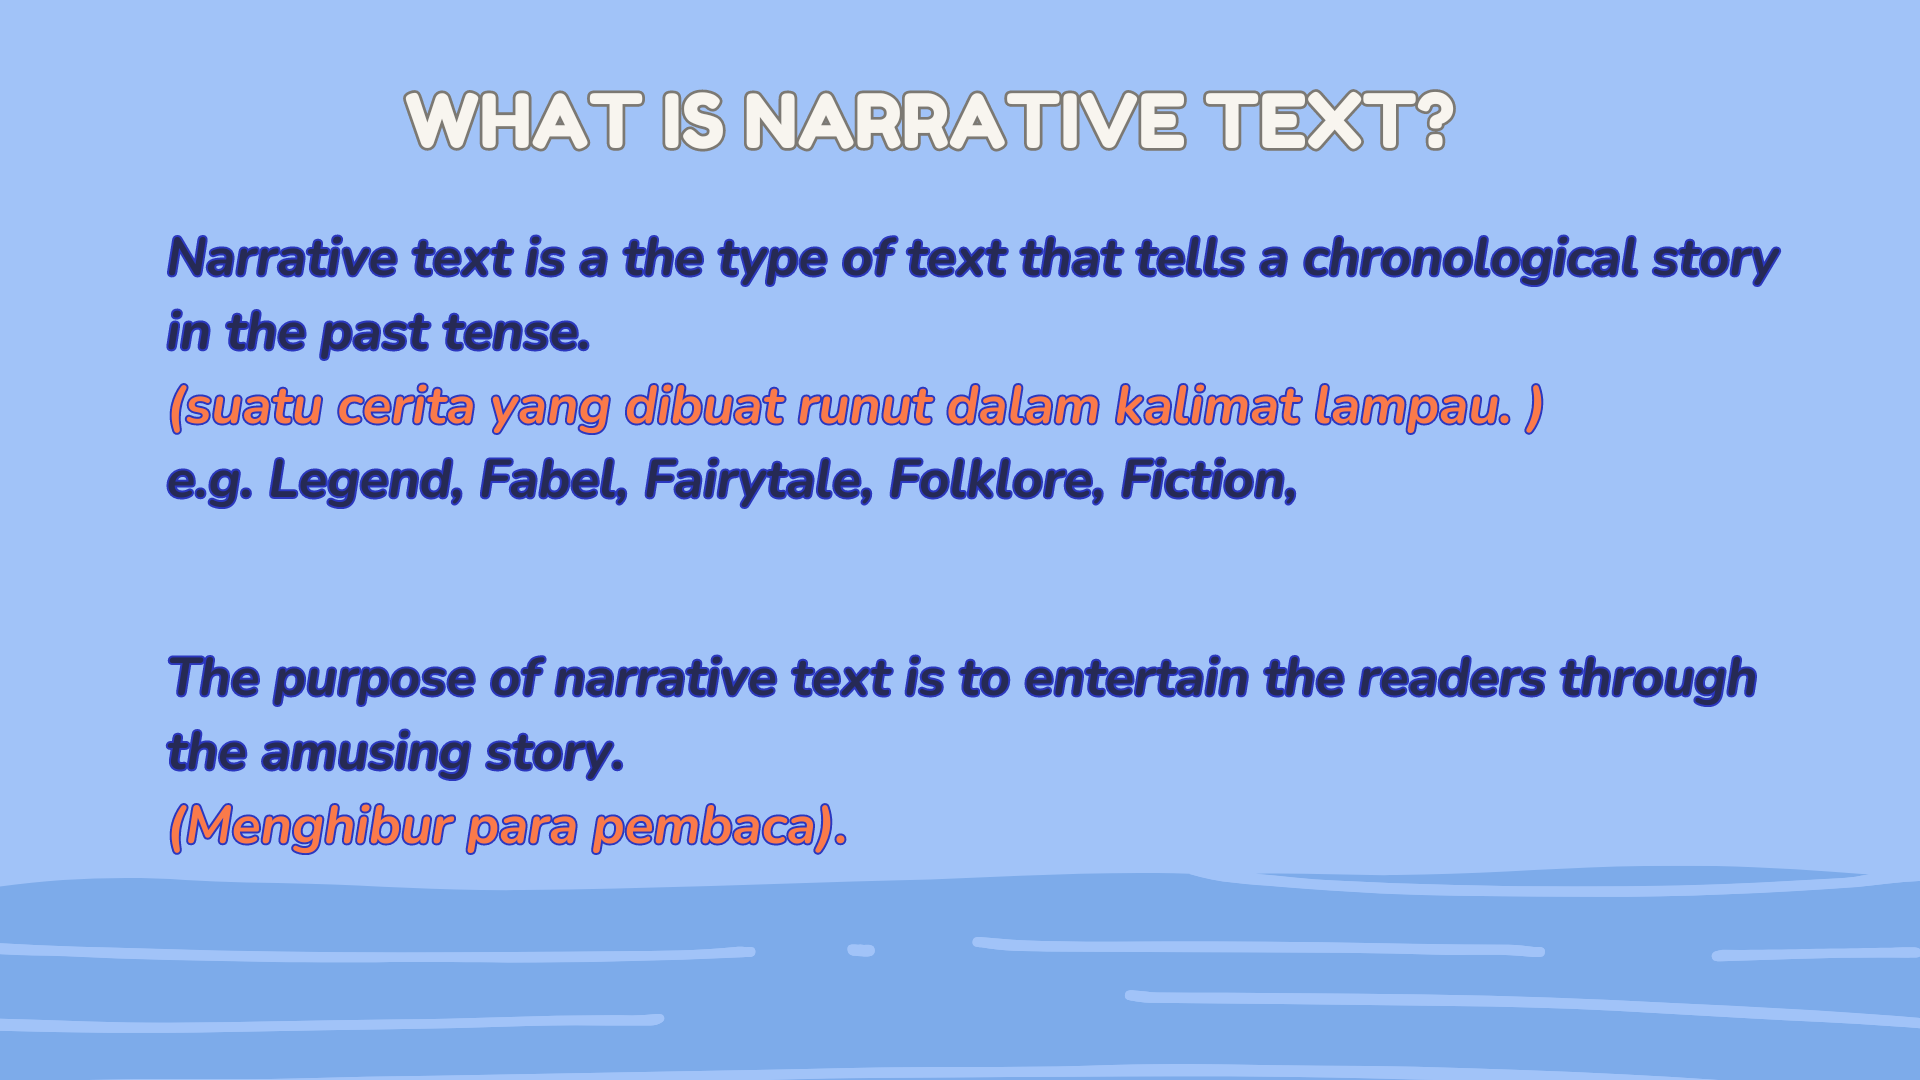 WHAT IS NARRATIVE TEXT?
Narrative text is a the type of text that tells a chronological story
in the past tense.
(suatu cerita yang dibuat runut dalam kalimat lampau. )
e.g. Legend, Fabel, Fairytale, Folklore, Fiction,
The purpose of narrative text is to entertain the readers through
the amusing story.
(Menghibur para pembaca).